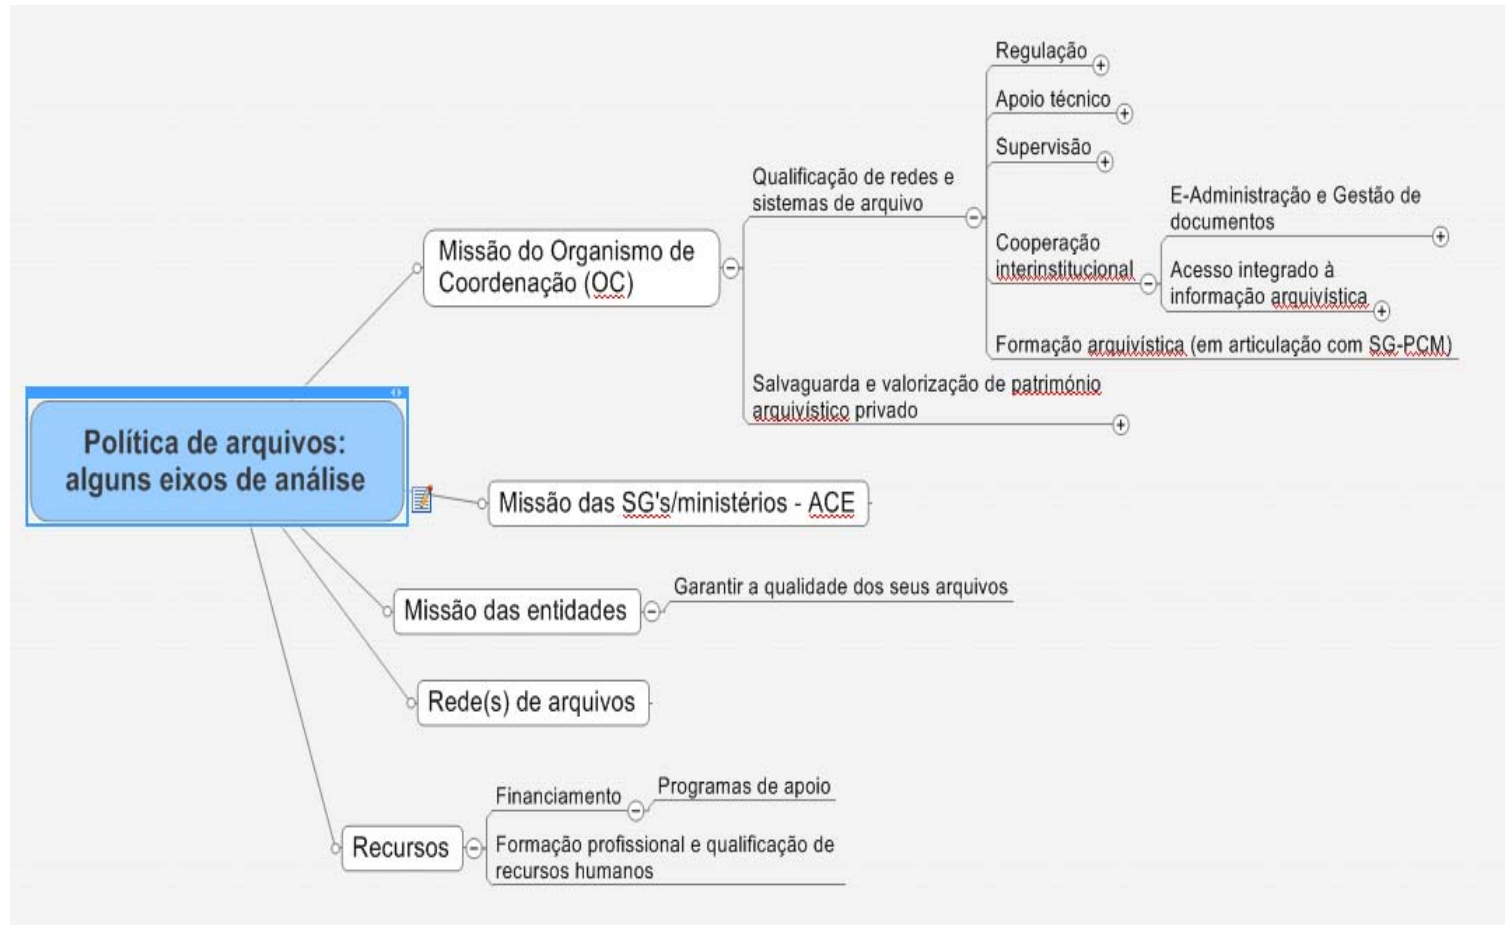 Política de arquivos:
alguns eixos de análise
Missão do Organismo de
Coordenação (OC)
Qualificação de redes e
sistemas de arquivo
Regulação
Apoio técnico
Supervisão
Cooperação
interinstitucional
E-Administração e Gestão de
documentos
Acesso integrado à
informação arquivística
Formação arquivística (em articulação com SG-PCM)
Salvaguarda e valorização de património
arquivístico privado
Missão das SG's/ministérios - ACE
Missão das entidades
Garantir a qualidade dos seus arquivos
Rede(s) de arquivos
Recursos
Financiamento
Programas de apoio
Formação profissional e qualificação de
recursos humanos